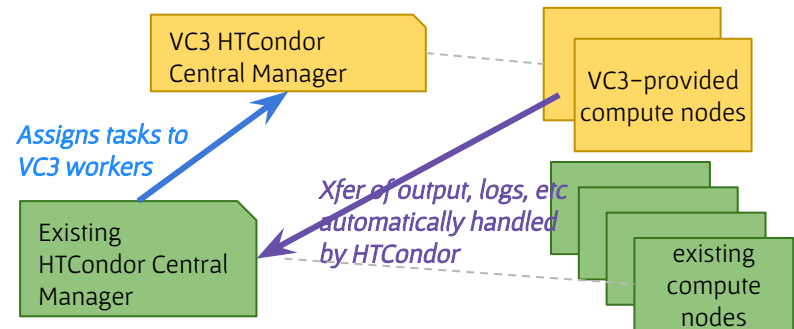 VC3 HTCondor
Central Manager
VC3-provided
compute nodes
Assigns tasks to
VC3 workers
Xfer of output, logs, etc
automatically handled
by HTCondor
Existing
HTCondor Central
Manager
existing
compute
nodes